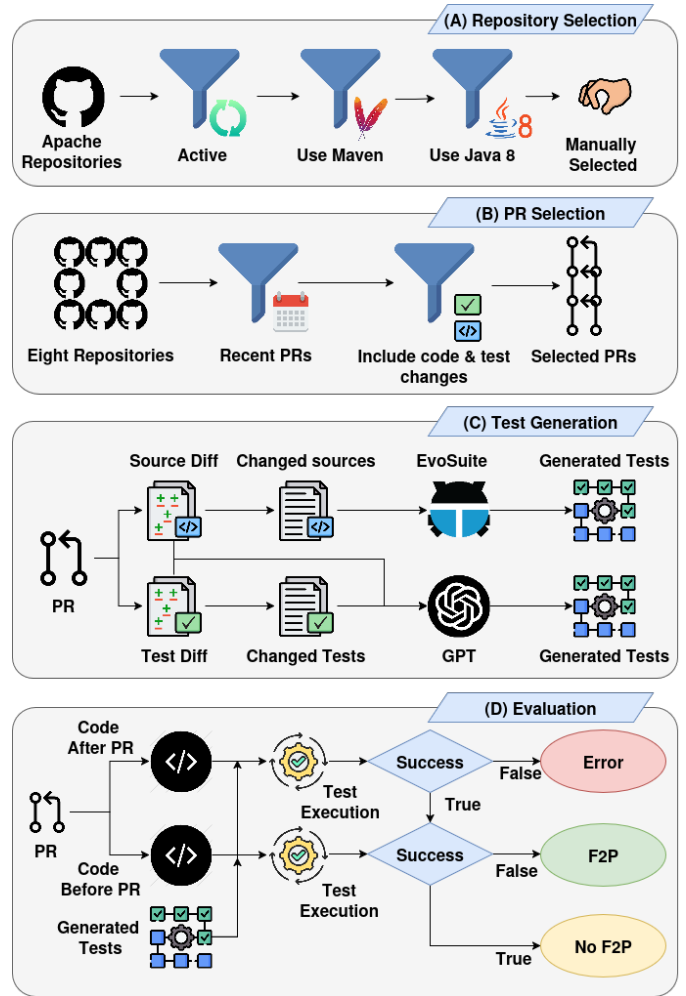 (A) Repository Selection
Apache
Repositories
Active
Use Maven
8
Use Java 8
Manually
Selected
(B) PR Selection
Eight Repositories
Recent PRs
Include code & test
changes
Selected PRs
(C) Test Generation
Source Diff
Changed sources
EvoSuite
Generated Tests
PR
Test Diff
Changed Tests
GPT
Generated Tests
(D) Evaluation
Code
After PR
Test
Execution
Success
False
Error
True
PR
Code
Before PR
Test
Execution
Success
False
F2P
Generated
Tests
True
No F2P